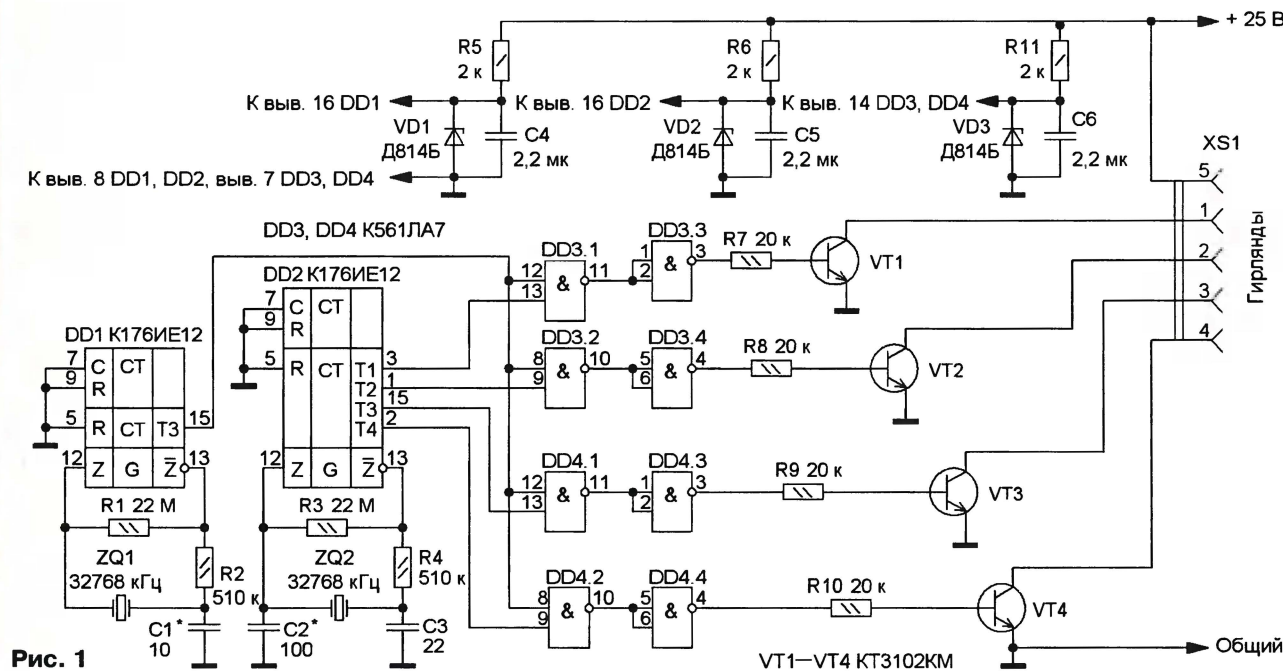 + 25 В
R5
2 к
R6
2 к
R11
2 к
К выв. 16 DD1
К выв. 16 DD2
К выв. 14 DD3, DD4
VD1
Д814Б
C4
2,2 мк
VD2
Д814Б
C5
2,2 мк
VD3
Д814Б
C6
2,2 мк
XS1
К выв. 8 DD1, DD2, выв. 7 DD3, DD4
5
1
2
3
4
Гирлянды
DD3, DD4 К561ЛА7
DD2 К176ИЕ12
7
9
5
C
R
R
CT
CT
T1
T2
T3
T4
3
1
15
2
12
Z
G
Z̅
13
DD1 К176ИЕ12
7
9
5
C
R
R
CT
CT
T3
15
12
Z
G
Z̅
13
R1 22 М
R3 22 М
ZQ1
32768 кГц
R2
510 к
ZQ2
32768 кГц
R4
510 к
C1*
10
C2*
100
C3
22
DD3.1
12
13
&
11
DD3.3
1
2
&
3
R7 20 к
VT1
DD3.2
8
9
&
10
DD3.4
5
6
&
4
R8 20 к
VT2
DD4.1
12
13
&
11
DD4.3
1
2
&
3
R9 20 к
VT3
DD4.2
8
9
&
10
DD4.4
5
6
&
4
R10 20 к
VT4
Общий
VT1—VT4 КТ3102КМ
Рис. 1